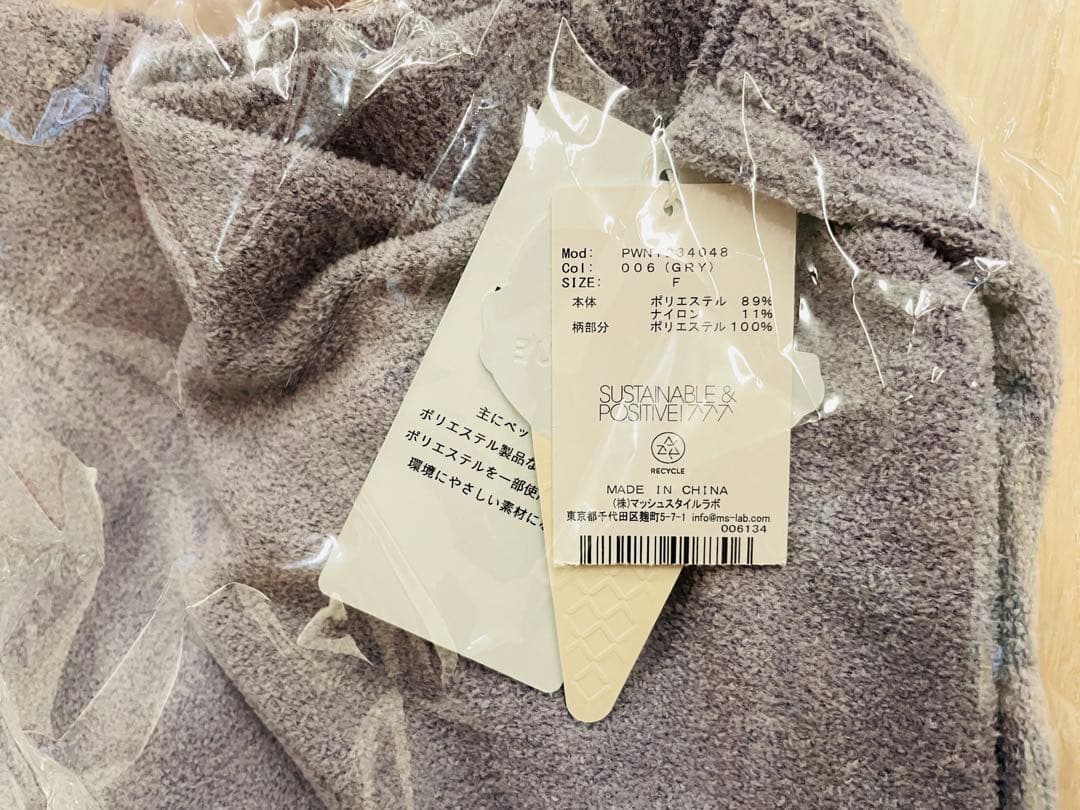 Mod: PWNT234048
Col: 006(GRY)
SIZE: F
本体 ポリエステル 89%
ナイロン 11%
柄部分 ポリエステル100%
SUSTAINABLE &
POSITIVE!
RECYCLE
MADE IN CHINA
(株)マッシュスタイルラボ
東京都千代田区麹町5-7-1 info@ms-lab.com
006134
主にペッ
ポリエステル製品な
ポリエステルを一部使用
環境にやさしい素材に